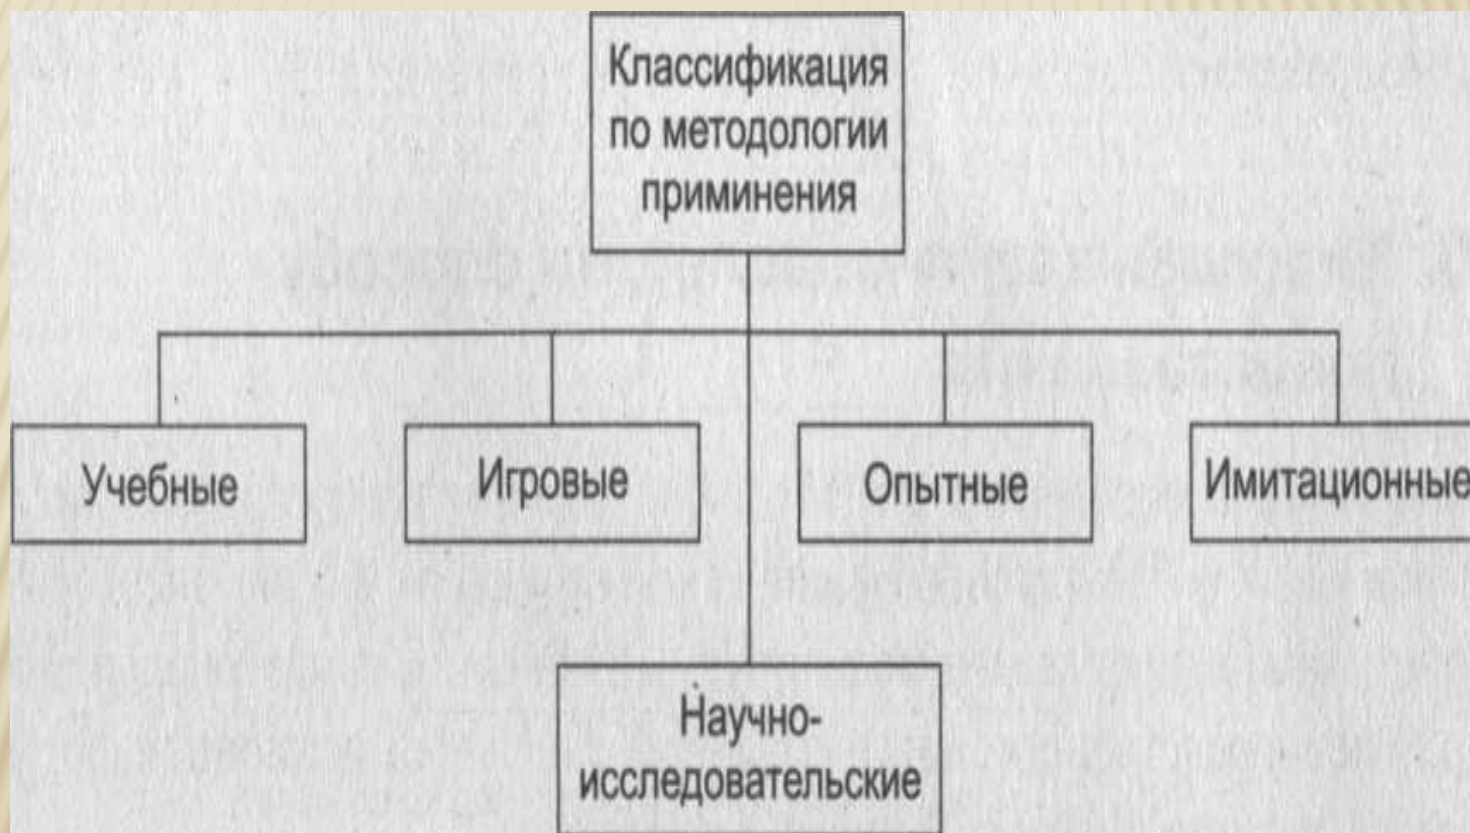 Классификация
по методологии
приминения
Учебные
Игровые
Опытные
Имитационные
Научно-
исследовательские